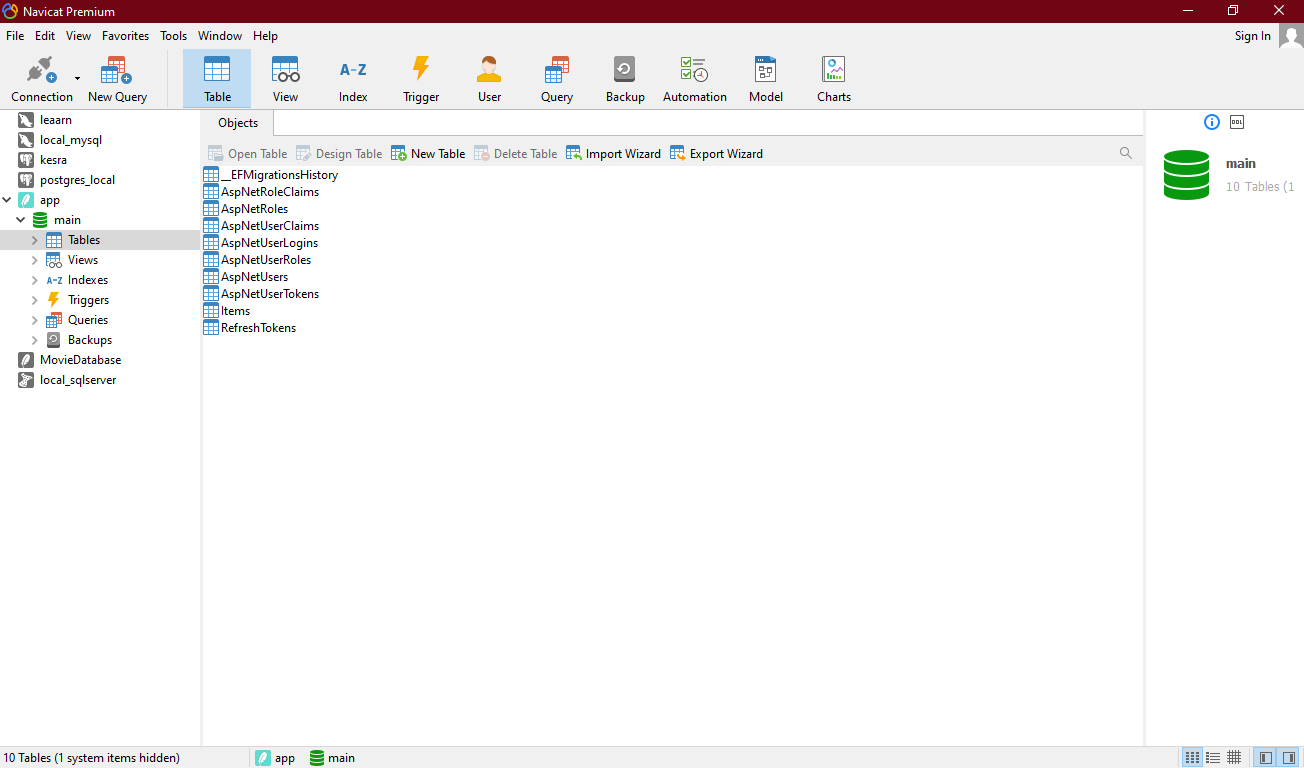 Navicat Premium
File Edit View Favorites Tools Window Help Sign In
Connection New Query Table View Index Trigger User Query Backup Automation Model Charts
leaarn
local_mysql
kesra
postgres_local
app
main
Tables
Views
A-Z Indexes
Triggers
Queries
Backups
MovieDatabase
local_sqlserver
Objects
Open Table Design Table New Table Delete Table Import Wizard Export Wizard
__EFMigrationsHistory
AspNetRoleClaims
AspNetRoles
AspNetUserClaims
AspNetUserLogins
AspNetUserRoles
AspNetUsers
AspNetUserTokens
Items
RefreshTokens
DDL
main
10 Tables (1
10 Tables (1 system items hidden) app main